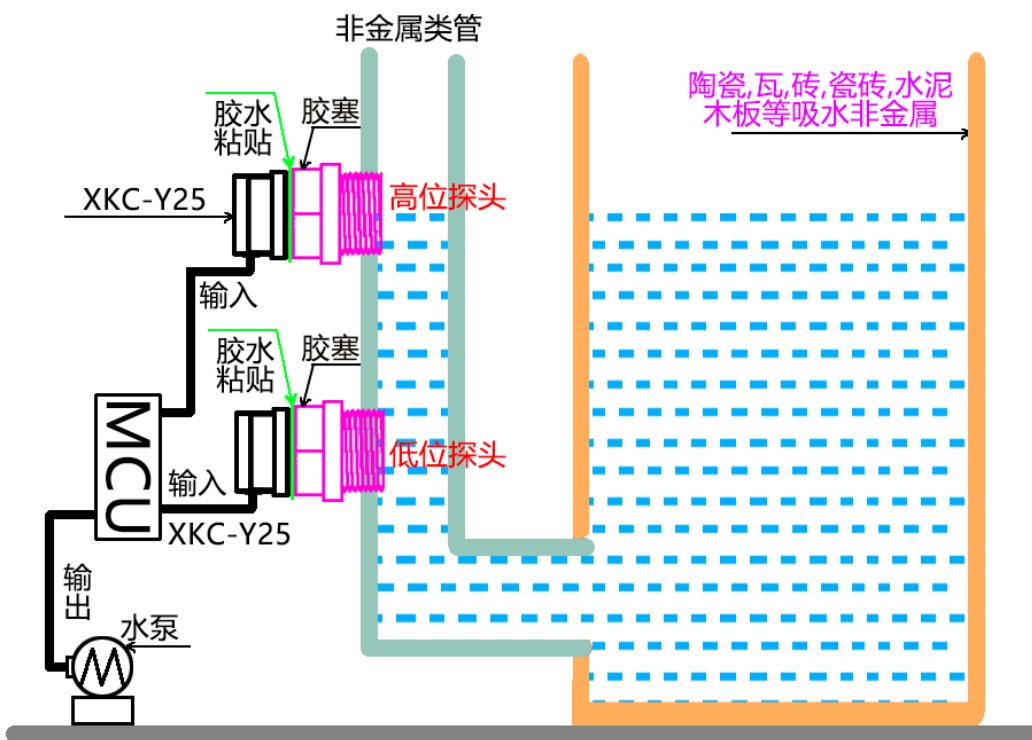 非金属类管
陶瓷,瓦,砖,瓷砖,水泥
木板等吸水非金属
胶水
粘贴
胶塞
XKC-Y25
高位探头
输入
胶水
粘贴
胶塞
MCU
低位探头
输入
XKC-Y25
输出
水泵